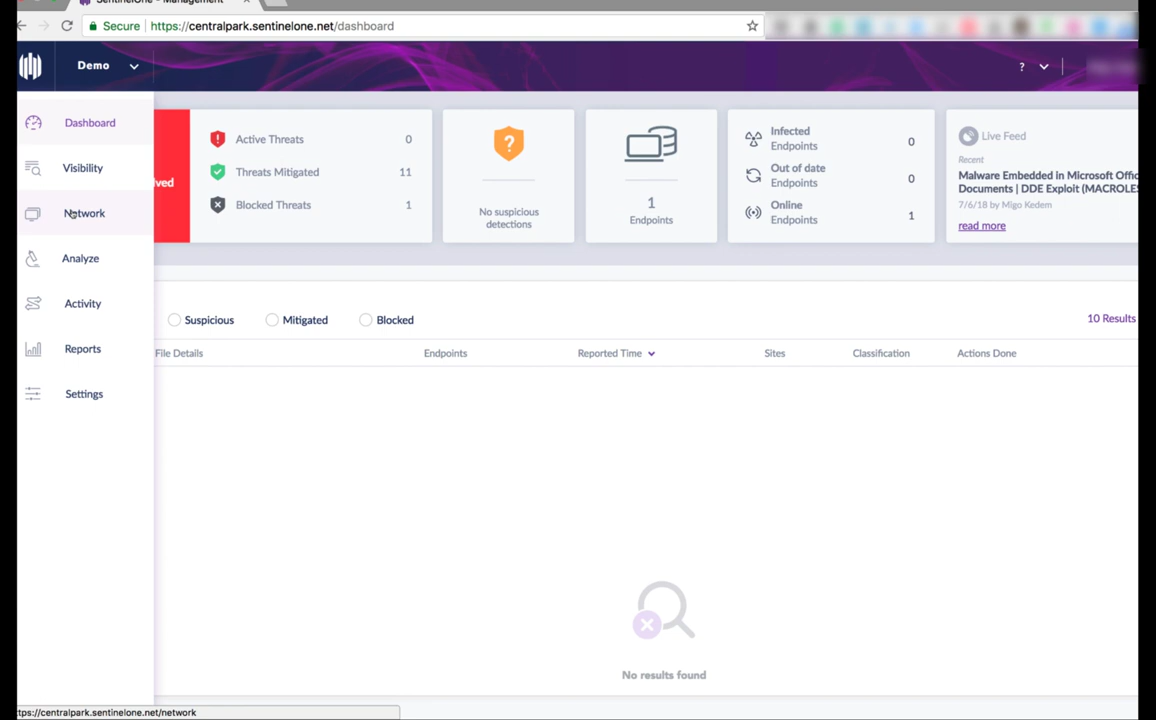 SentinelOne - Management
Secure https://centralpark.sentinelone.net/dashboard
Demo
?
Dashboard
Visibility
Network
Analyze
Activity
Reports
Settings
Active Threats 0
Threats Mitigated 11
Blocked Threats 1
?
No suspicious
detections
1
Endpoints
Infected
Endpoints 0
Out of date
Endpoints 0
Online
Endpoints 1
Live Feed
Recent
Malware Embedded in Microsoft Offic
Documents | DDE Exploit (MACROLES
7/6/18 by Migo Kedem
read more
Suspicious Mitigated Blocked
10 Results
File Details Endpoints Reported Time Sites Classification Actions Done
No results found
ttps://centralpark.sentinelone.net/network